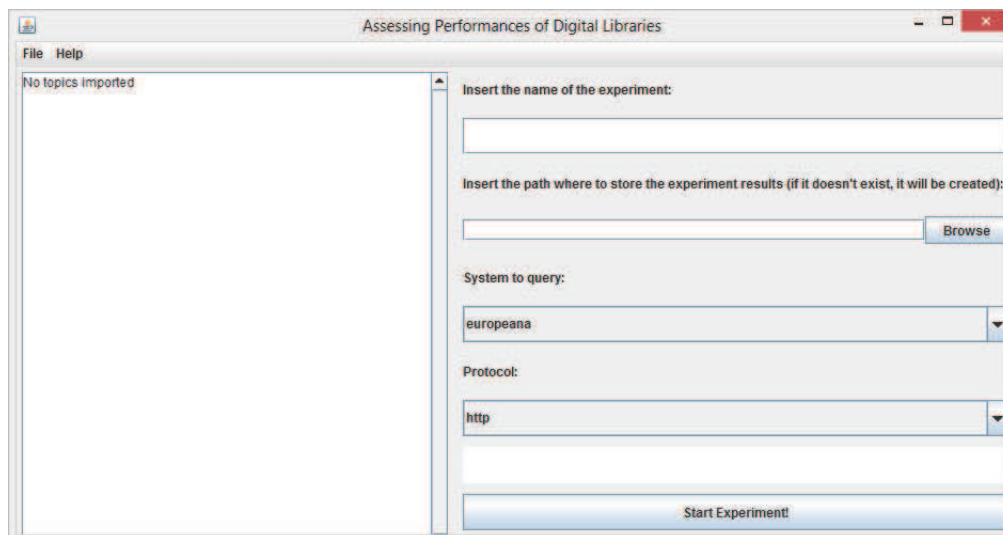 Assessing Performances of Digital Libraries
File Help
No topics imported
Insert the name of the experiment:
Insert the path where to store the experiment results (if it doesn't exist, it will be created):
Browse
System to query:
europeana
Protocol:
http
Start Experiment!